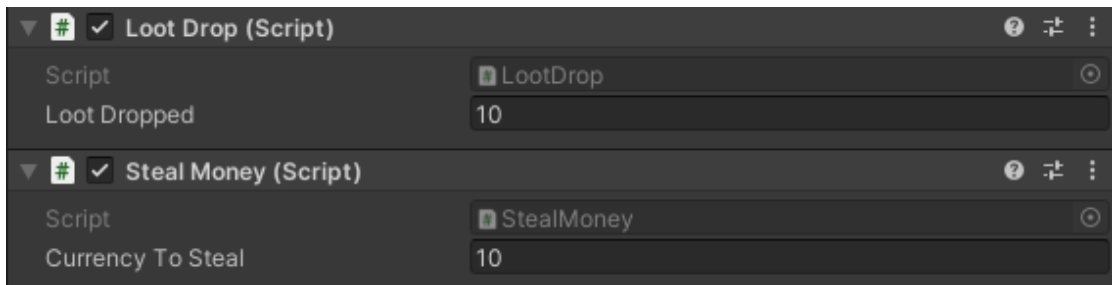 # Loot Drop (Script)
Script # LootDrop
Loot Dropped 10
# Steal Money (Script)
Script # StealMoney
Currency To Steal 10